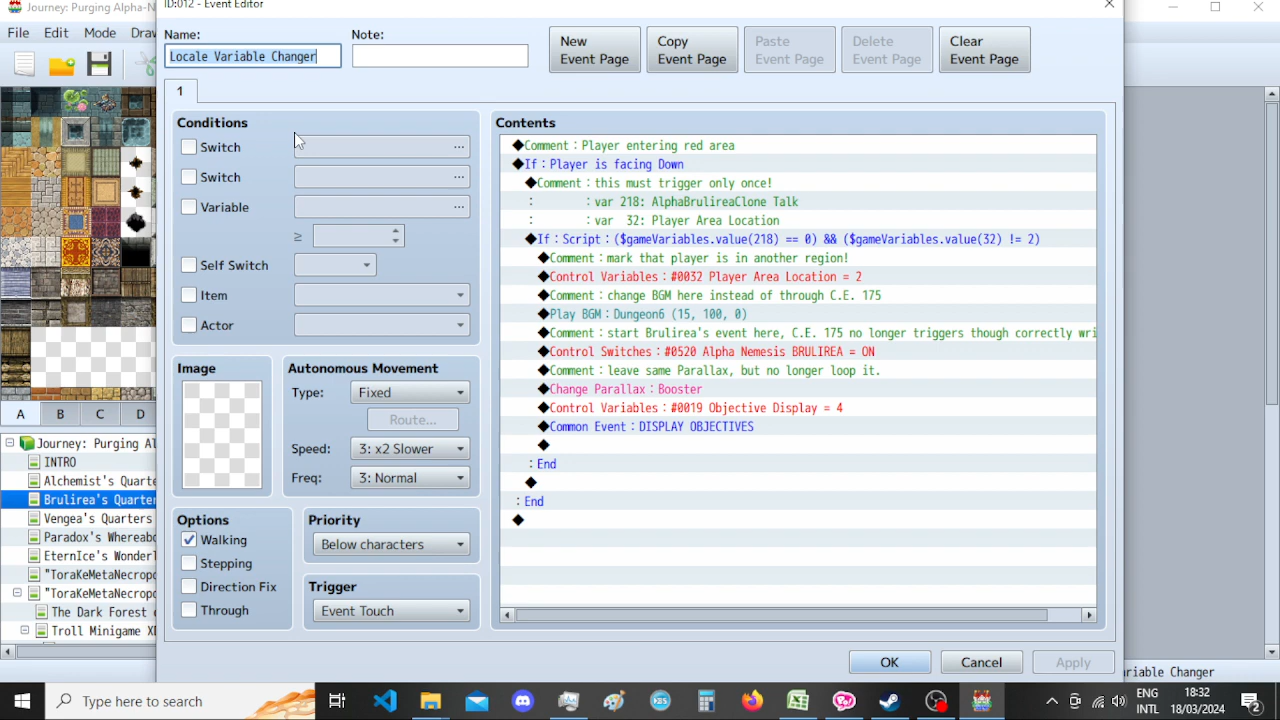 Journey: Purging Alpha-N
ID:012 - Event Editor
File Edit Mode Draw
Name:
Note:
Locale Variable Changer
New
Event Page
Copy
Event Page
Paste
Event Page
Delete
Event Page
Clear
Event Page
1
Conditions
Switch
Switch
Variable
≥
Self Switch
Item
Actor
Image
Autonomous Movement
Type: Fixed
Route...
Speed: 3: x2 Slower
Freq: 3: Normal
Options
Walking
Stepping
Direction Fix
Through
Priority
Below characters
Trigger
Event Touch
Contents
◆Comment：Player entering red area
◆If：Player is facing Down
◆Comment：this must trigger only once!
：　　　：var 218: AlphaBrulireaClone Talk
：　　　：var  32: Player Area Location
◆If：Script：($gameVariables.value(218) == 0) && ($gameVariables.value(32) != 2)
◆Comment：mark that player is in another region!
◆Control Variables：#0032 Player Area Location = 2
◆Comment：change BGM here instead of through C.E. 175
◆Play BGM：Dungeon6 (15, 100, 0)
◆Comment：start Brulirea's event here, C.E. 175 no longer triggers though correctly wri
◆Control Switches：#0520 Alpha Nemesis BRULIREA = ON
◆Comment：leave same Parallax, but no longer loop it.
◆Change Parallax：Booster
◆Control Variables：#0019 Objective Display = 4
◆Common Event：DISPLAY OBJECTIVES
◆
：End
◆
：End
◆
OK
Cancel
Apply
A B C D
Journey: Purging Al
INTRO
Alchemist's Quarte
Brulirea's Quarter
Vengea's Quarters
Paradox's Whereabo
EternIce's Wonderl
"ToraKeMetaNecropo
"ToraKeMetaNecropo
The Dark Forest
Troll Minigame X
riable Changer
Type here to search
ENG
INTL
18:32
18/03/2024
2